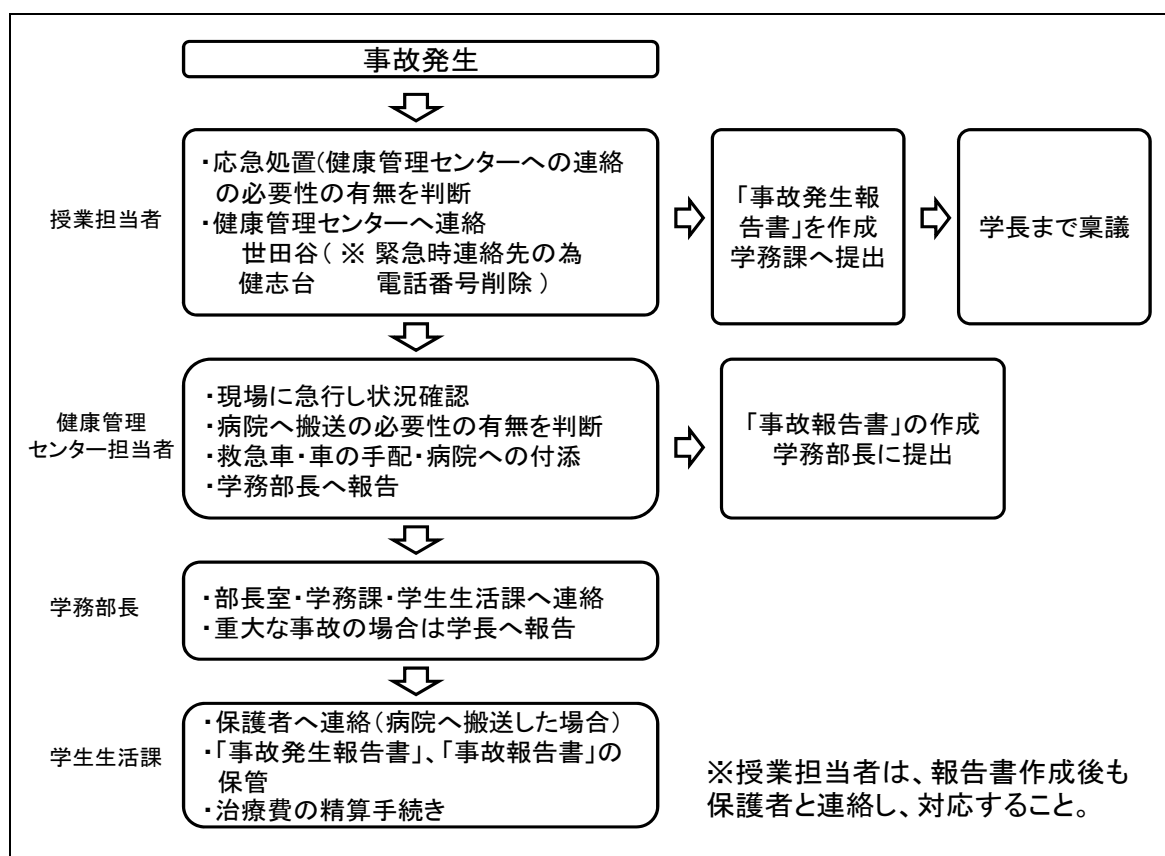 事故発生
授業担当者
・応急処置(健康管理センターへの連絡
の必要性の有無を判断
・健康管理センターへ連絡
世田谷( ※ 緊急時連絡先の為
健志台 電話番号削除 )
「事故発生報
告書」を作成
学務課へ提出
学長まで稟議
健康管理
センター担当者
・現場に急行し状況確認
・病院へ搬送の必要性の有無を判断
・救急車・車の手配・病院への付添
・学務部長へ報告
「事故報告書」の作成
学務部長に提出
学務部長
・部長室・学務課・学生生活課へ連絡
・重大な事故の場合は学長へ報告
学生生活課
・保護者へ連絡(病院へ搬送した場合)
・「事故発生報告書」、「事故報告書」の
保管
・治療費の精算手続き
※授業担当者は、報告書作成後も
保護者と連絡し、対応すること。